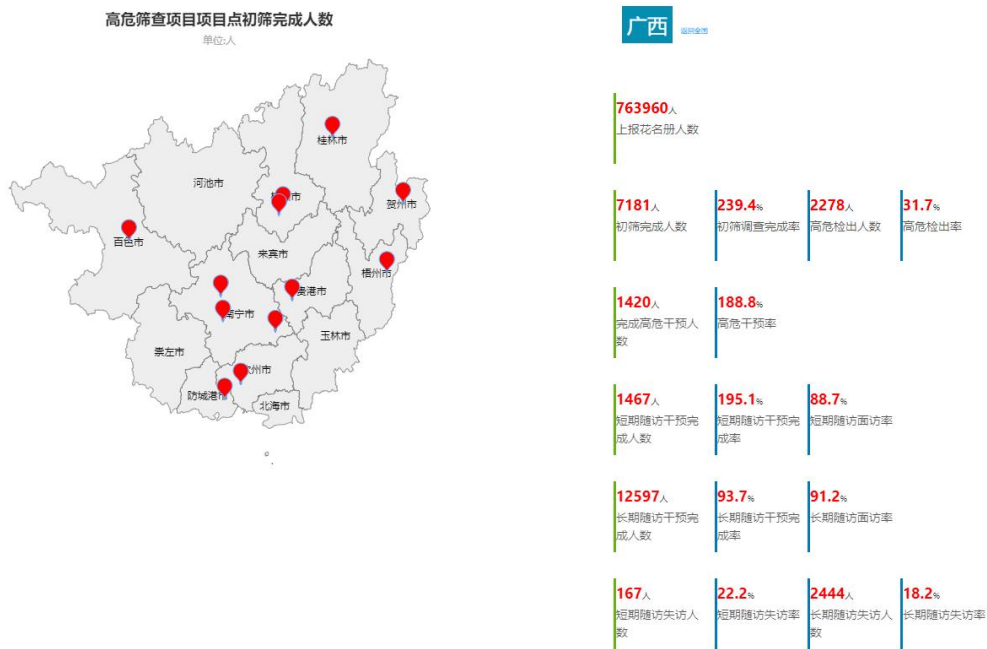 高危筛查项目项目点初筛完成人数
单位:人
桂林市
河池市
贺州市
百色市
来宾市
梧州市
贵港市
南宁市
玉林市
崇左市
防城港市
北海市
广西
返回全国
763960人
上报花名册人数
7181人
初筛完成人数
239.4%
初筛调查完成率
2278人
高危检出人数
31.7%
高危检出率
1420人
完成高危干预人
数
188.8%
高危干预率
1467人
短期随访干预完
成人数
195.1%
短期随访干预完
成率
88.7%
短期随访面访率
12597人
长期随访干预完
成人数
93.7%
长期随访干预完
成率
91.2%
长期随访面访率
167人
短期随访失访人
数
22.2%
短期随访失访率
2444人
长期随访失访人
数
18.2%
长期随访失访率